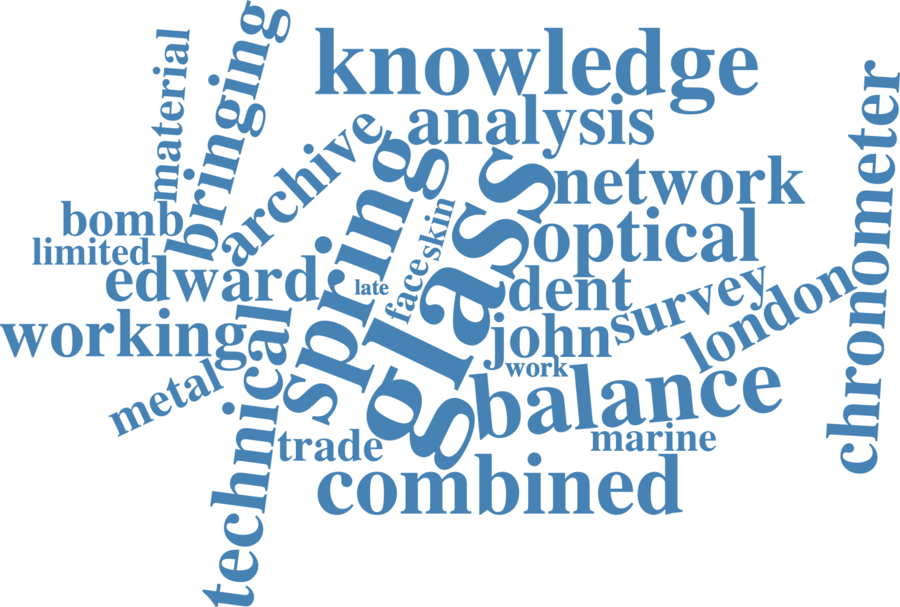 knowledge
analysis
material
bringing
archive
spring
glass
skin
face
late
network
optical
chronometer
bomb
limited
edward
dent
survey
london
working
john
work
metal
technical
balance
trade
marine
combined